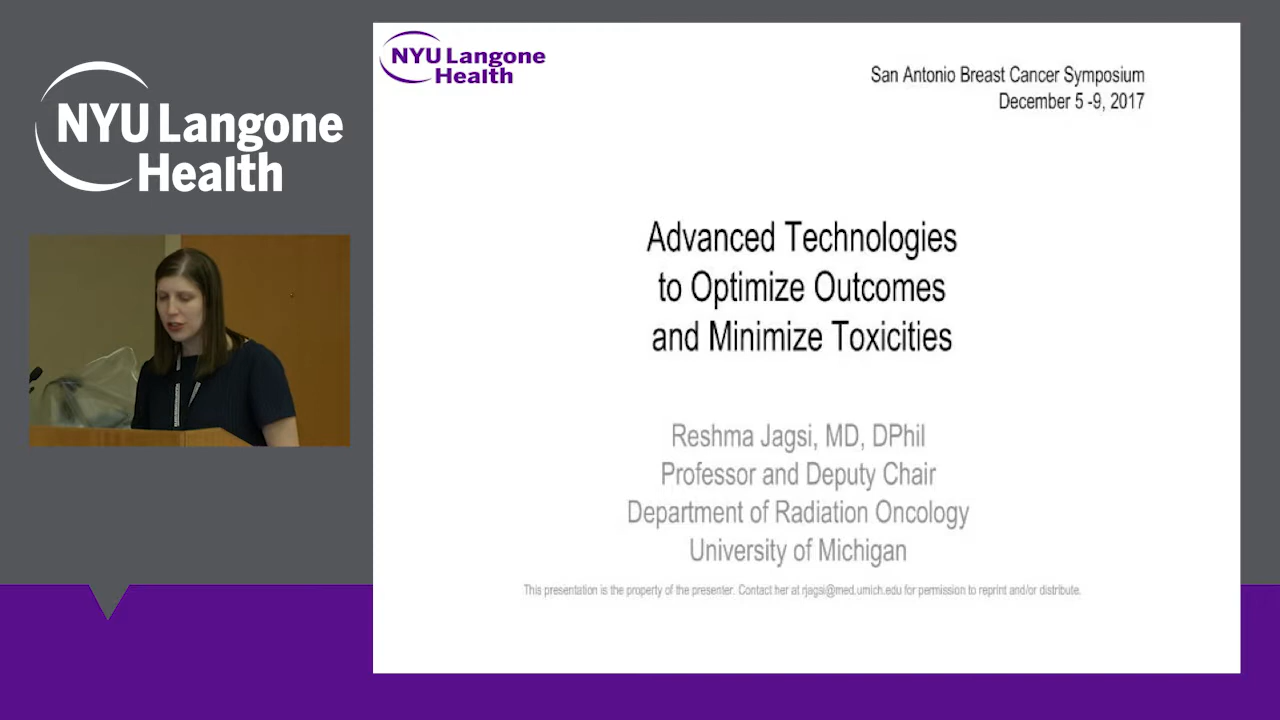 NYU Langone
Health
NYU Langone
Health
San Antonio Breast Cancer Symposium
December 5 -9, 2017
Advanced Technologies
to Optimize Outcomes
and Minimize Toxicities
Reshma Jagsi, MD, DPhil
Professor and Deputy Chair
Department of Radiation Oncology
University of Michigan
This presentation is the property of the presenter. Contact her at rjagsi@med.umich.edu for permission to reprint and/or distribute.